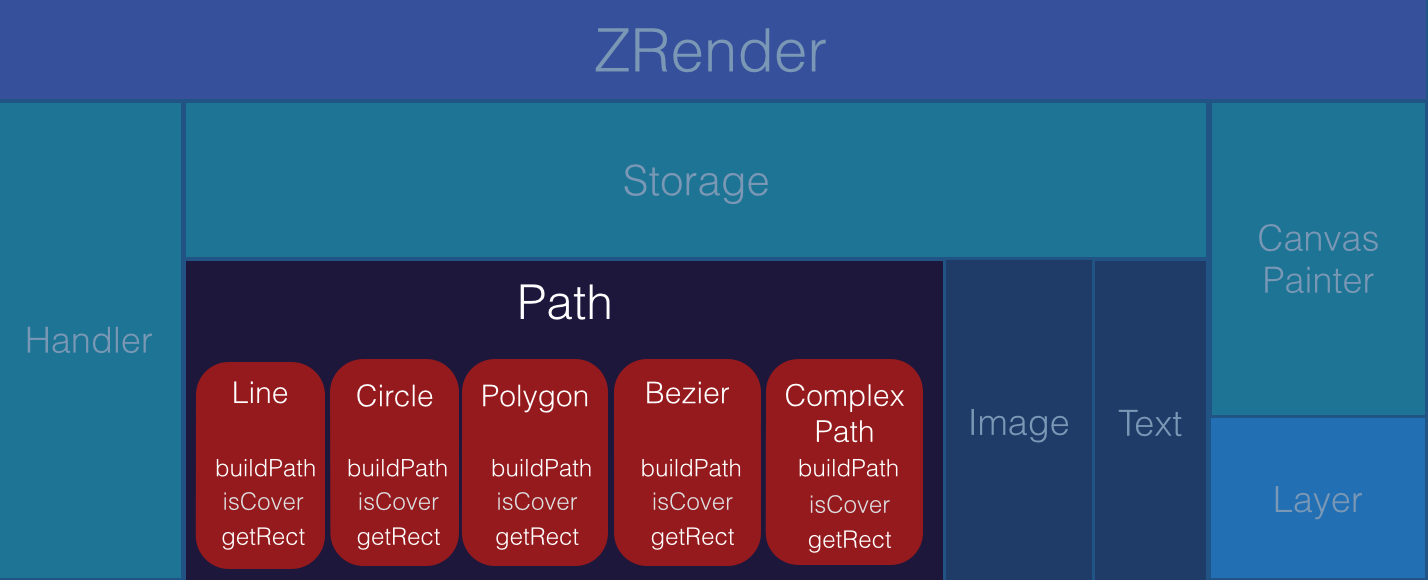 ZRender
Storage
Handler
Path
Line
buildPath
isCover
getRect
Circle
buildPath
isCover
getRect
Polygon
buildPath
isCover
getRect
Bezier
buildPath
isCover
getRect
Complex
Path
buildPath
isCover
getRect
Image
Text
Canvas
Painter
Layer